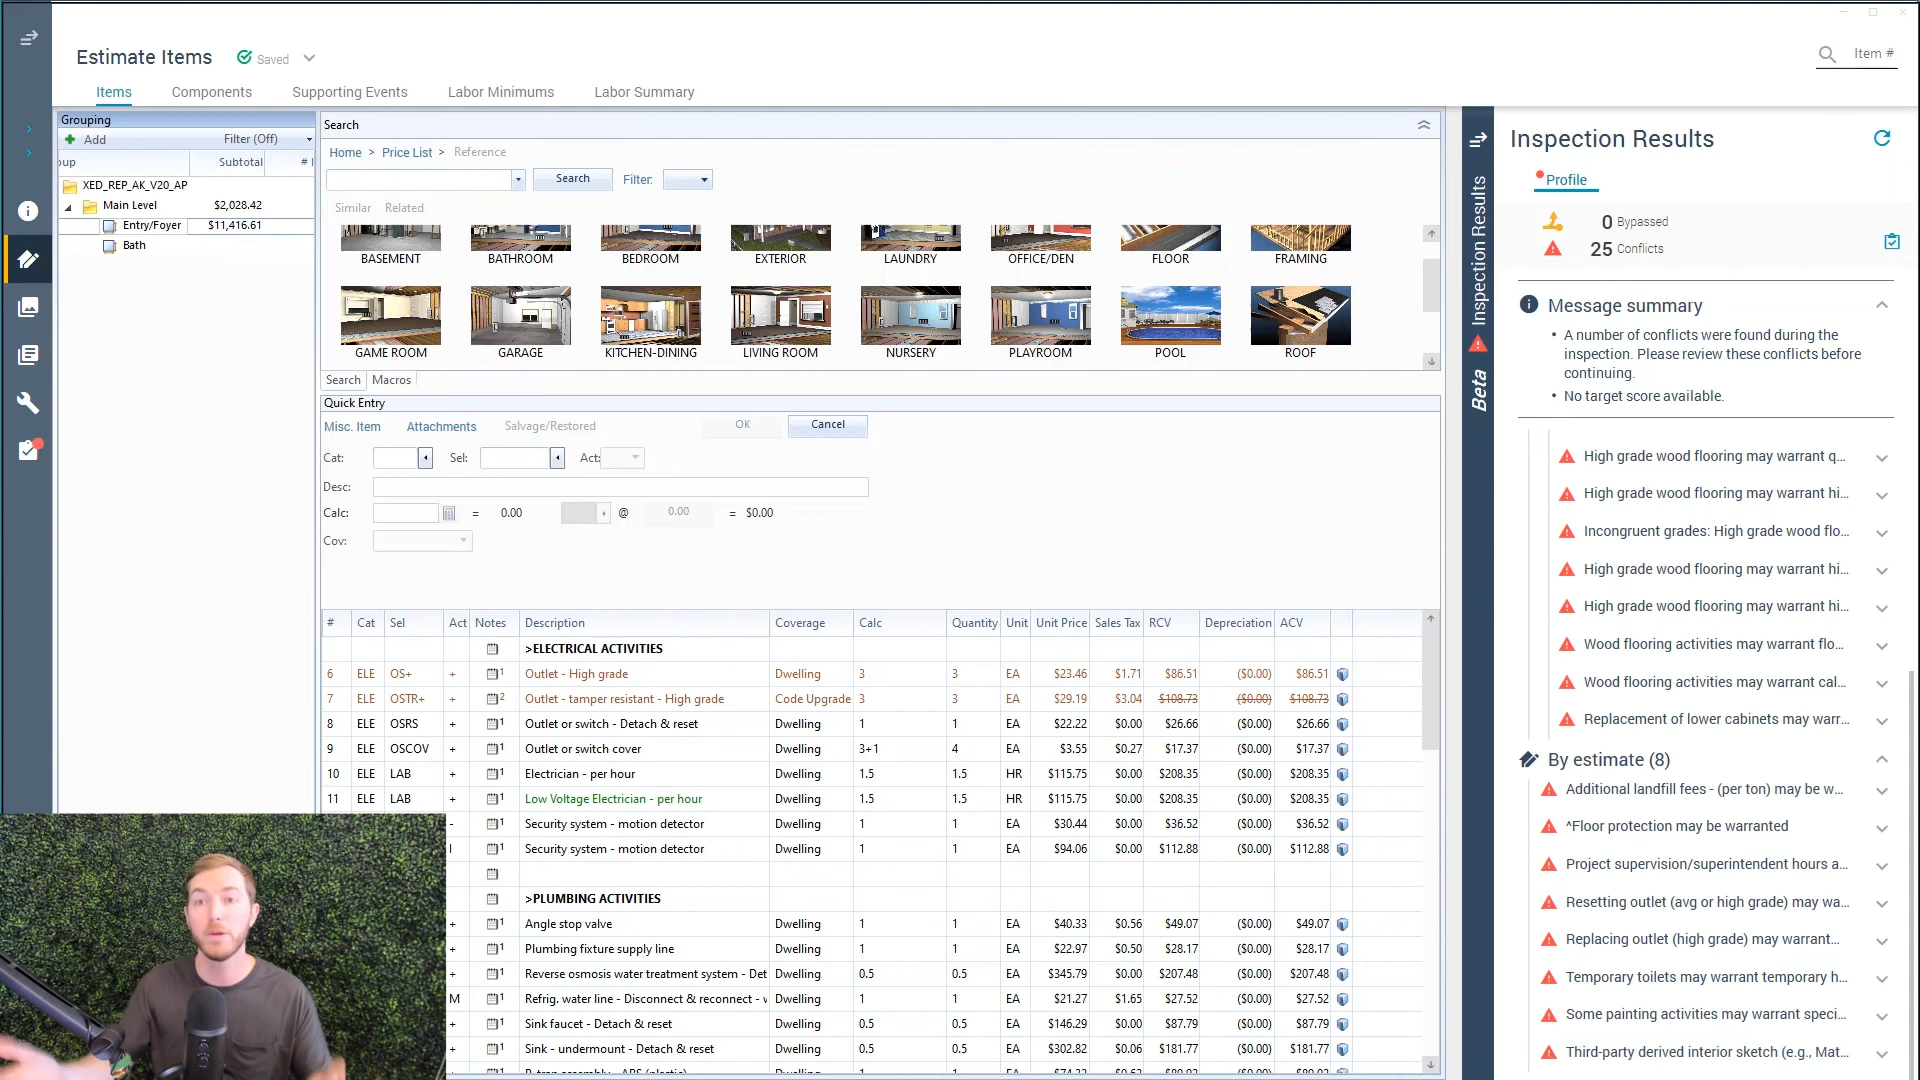 Estimate Items
Saved
Item #
Items
Components
Supporting Events
Labor Minimums
Labor Summary
Grouping
Add
Filter (Off)
oup
Subtotal
# I
XED_REP_AK_V20_AP
Main Level
$2,028.42
Entry/Foyer
$11,416.61
Bath
Search
Home > Price List > Reference
Search
Filter:
Similar
Related
BASEMENT
BATHROOM
BEDROOM
EXTERIOR
LAUNDRY
OFFICE/DEN
FLOOR
FRAMING
GAME ROOM
GARAGE
KITCHEN-DINING
LIVING ROOM
NURSERY
PLAYROOM
POOL
ROOF
Search
Macros
Quick Entry
Misc. Item
Attachments
Salvage/Restored
OK
Cancel
Cat:
Sel:
Act:
Desc:
Calc:
= 0.00 @ 0.00 = $0.00
Cov:
# Cat Sel Act Notes Description Coverage Calc Quantity Unit Unit Price Sales Tax RCV Depreciation ACV
>ELECTRICAL ACTIVITIES
6 ELE OS+ + 1 Outlet - High grade Dwelling 3 3 EA $23.46 $1.71 $86.51 ($0.00) $86.51
7 ELE OSTR+ + 2 Outlet - tamper resistant - High grade Code Upgrade 3 3 EA $29.19 $3.04 $108.73 ($0.00) $108.73
8 ELE OSRS + 1 Outlet or switch - Detach & reset Dwelling 1 1 EA $22.22 $0.00 $26.66 ($0.00) $26.66
9 ELE OSCOV + 1 Outlet or switch cover Dwelling 3+1 4 EA $3.55 $0.27 $17.37 ($0.00) $17.37
10 ELE LAB + 1 Electrician - per hour Dwelling 1.5 1.5 HR $115.75 $0.00 $208.35 ($0.00) $208.35
11 ELE LAB + 1 Low Voltage Electrician - per hour Dwelling 1.5 1.5 HR $115.75 $0.00 $208.35 ($0.00) $208.35
- 1 Security system - motion detector Dwelling 1 1 EA $30.44 $0.00 $36.52 ($0.00) $36.52
I 1 Security system - motion detector Dwelling 1 1 EA $94.06 $0.00 $112.88 ($0.00) $112.88
>PLUMBING ACTIVITIES
+ 1 Angle stop valve Dwelling 1 1 EA $40.33 $0.56 $49.07 ($0.00) $49.07
+ 1 Plumbing fixture supply line Dwelling 1 1 EA $22.97 $0.50 $28.17 ($0.00) $28.17
+ 1 Reverse osmosis water treatment system - Det Dwelling 0.5 0.5 EA $345.79 $0.00 $207.48 ($0.00) $207.48
M 1 Refrig. water line - Disconnect & reconnect - Dwelling 1 1 EA $21.27 $1.65 $27.52 ($0.00) $27.52
+ 1 Sink faucet - Detach & reset Dwelling 0.5 0.5 EA $146.29 $0.00 $87.79 ($0.00) $87.79
+ 1 Sink - undermount - Detach & reset Dwelling 0.5 0.5 EA $302.82 $0.06 $181.77 ($0.00) $181.77
Inspection Results
Beta
Inspection Results
Profile
0 Bypassed
25 Conflicts
Message summary
• A number of conflicts were found during the
inspection. Please review these conflicts before
continuing.
• No target score available.
High grade wood flooring may warrant q...
High grade wood flooring may warrant hi...
Incongruent grades: High grade wood flo...
High grade wood flooring may warrant hi...
High grade wood flooring may warrant hi...
Wood flooring activities may warrant flo...
Wood flooring activities may warrant cal...
Replacement of lower cabinets may warr...
By estimate (8)
Additional landfill fees - (per ton) may be w...
^Floor protection may be warranted
Project supervision/superintendent hours a...
Resetting outlet (avg or high grade) may wa...
Replacing outlet (high grade) may warrant...
Temporary toilets may warrant temporary h...
Some painting activities may warrant speci...
Third-party derived interior sketch (e.g., Mat...